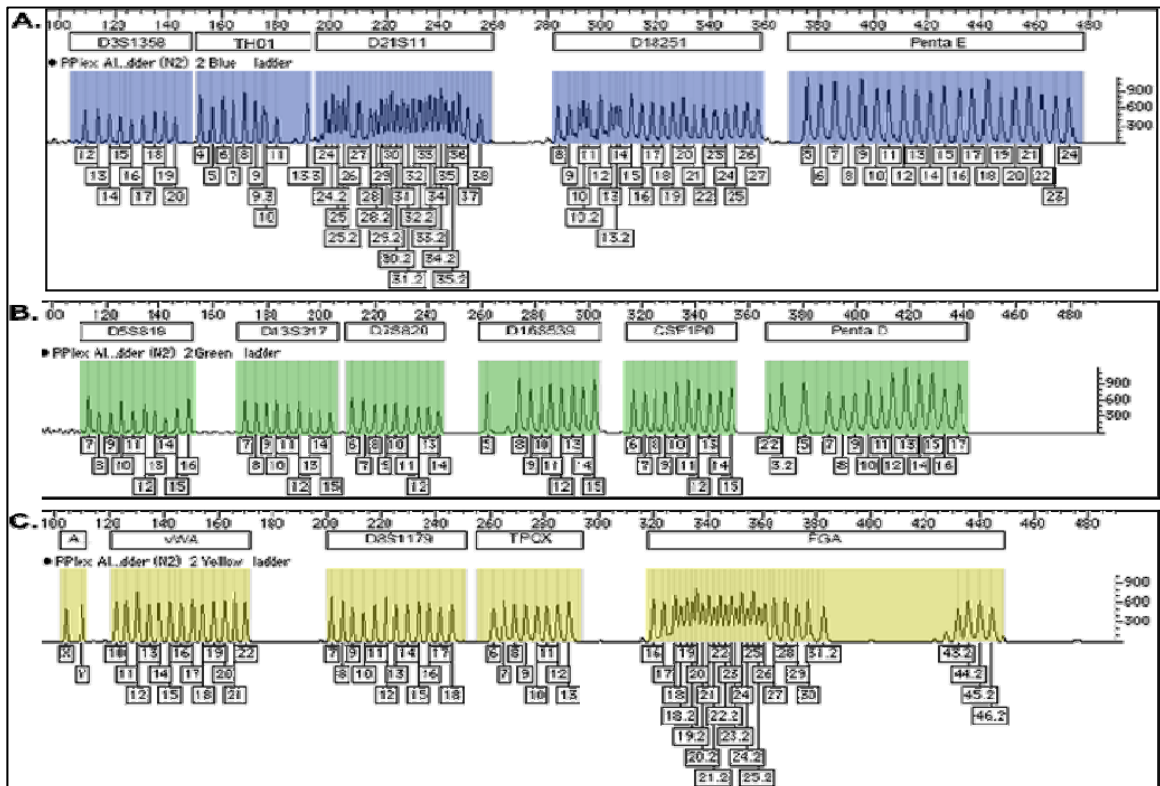 A.
100 120 140 160 180 200 220 240 260 280 300 320 340 360 380 400 420 440 460 480
D3S1358 TH01 D21S11 D18251 Penta E
PPlex Al...dder (N2) 2 Blue ladder
900
600
300
12 15 18 4 6 8 11 13.3 24 27 30 33 36 8 11 14 17 20 23 26 5 7 9 11 13 15 17 19 21 24
13 16 19 5 7 9 24.2 26 29 32 35 38 9 12 15 18 21 24 27 6 8 10 12 14 16 18 20 22
14 17 20 9.3 25 28 31 34 37 10 13 16 19 22 25 23
10 25.2 28.2 32.2 33.2 10.2 13.2
29.2 34.2
30.2 35.2
31.2
B.
100 120 140 160 180 200 220 240 260 280 300 320 340 360 380 400 420 440 460 480
D5S818 D13S317 D7S820 D16S539 CSF1P0 Penta D
PPlex Al...dder (N2) 2 Green ladder
900
600
300
7 9 11 14 7 9 11 14 6 8 10 13 5 8 10 13 6 8 10 13 2.2 5 7 9 11 13 15 17
8 10 13 16 8 10 13 7 9 11 14 9 11 14 7 9 11 14 3.2 8 10 12 14 16
12 15 12 15 12 12 15 12 15
C.
100 120 140 160 180 200 220 240 260 280 300 320 340 360 380 400 420 440 460 480
A vWA D8S1179 TPOX FGA
PPlex Al...dder (N2) 2 Yellow ladder
900
600
300
X 10 13 16 19 22 7 9 11 14 17 6 8 11 16 19 22 25 28 31.2 43.2
Y 11 14 17 20 8 10 13 16 7 9 12 17 20 23 26 29 44.2
12 15 18 21 12 15 18 10 13 18 21 24 27 30 45.2
18.2 22.2 46.2
19.2 23.2
20.2 24.2
21.2 25.2